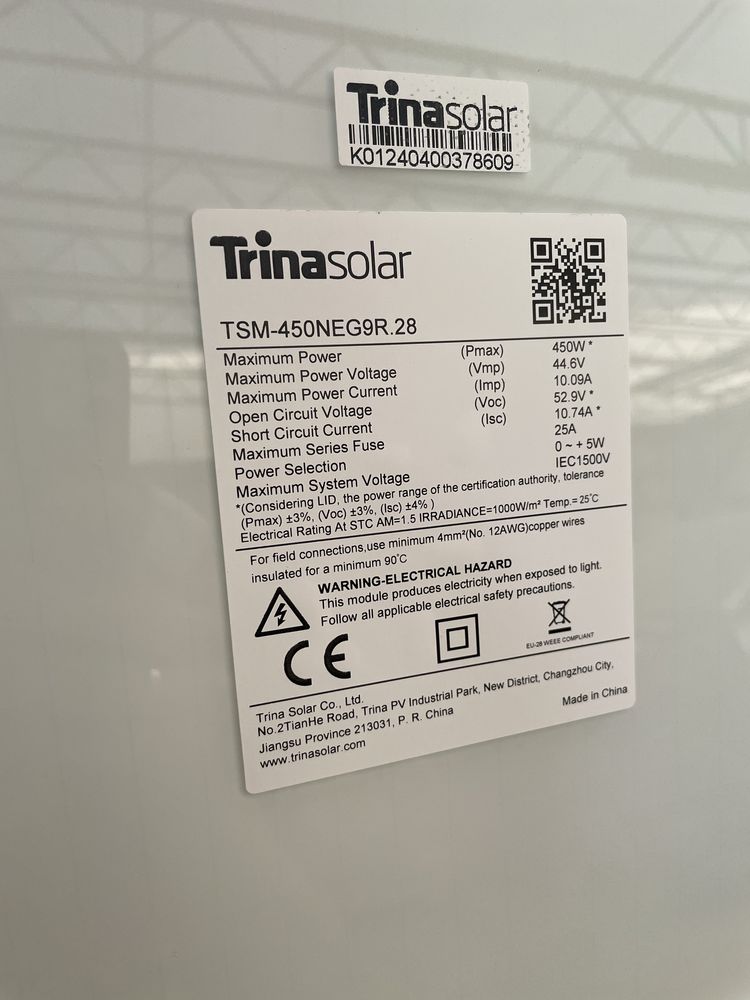 Trinasolar
K01240400378609
Trinasolar
TSM-450NEG9R.28
Maximum Power (Pmax) 450W *
Maximum Power Voltage (Vmp) 44.6V
Maximum Power Current (Imp) 10.09A
Open Circuit Voltage (Voc) 52.9V *
Short Circuit Current (Isc) 10.74A *
Maximum Series Fuse 25A
Power Selection 0 ~ + 5W
Maximum System Voltage IEC1500V
*(Considering LID, the power range of the certification authority, tolerance
(Pmax) ±3%, (Voc) ±3%, (Isc) ±4% )
Electrical Rating At STC AM=1.5 IRRADIANCE=1000W/m² Temp.= 25°C
For field connections,use minimum 4mm²(No. 12AWG)copper wires
insulated for a minimum 90°C
WARNING-ELECTRICAL HAZARD
This module produces electricity when exposed to light.
Follow all applicable electrical safety precautions.
CE
EU-28 WEEE COMPLIANT
Trina Solar Co., Ltd.
No.2TianHe Road, Trina PV Industrial Park, New District, Changzhou City,
Jiangsu Province 213031, P. R. China
www.trinasolar.com
Made in China